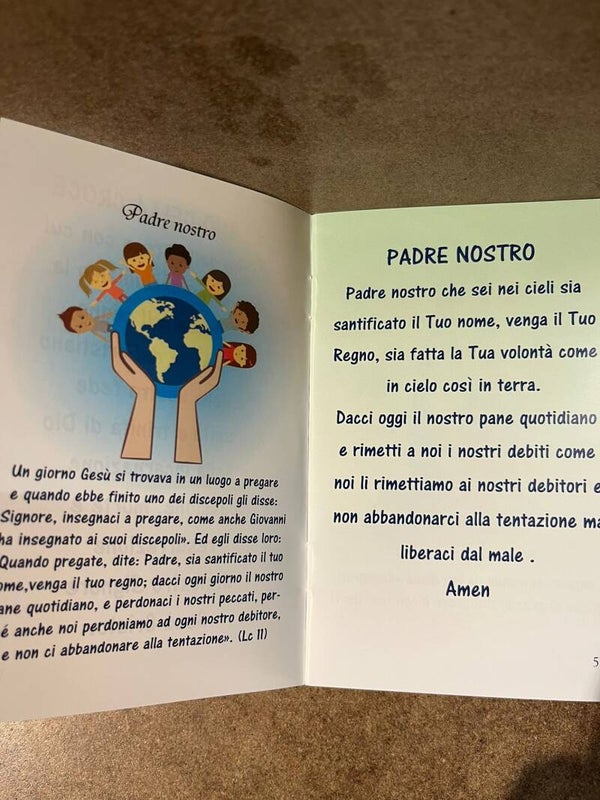 Padre nostro
Un giorno Gesù si trovava in un luogo a pregare
e quando ebbe finito uno dei discepoli gli disse:
Signore, insegnaci a pregare, come anche Giovanni
ha insegnato ai suoi discepoli». Ed egli disse loro:
Quando pregate, dite: Padre, sia santificato il tuo
ome,venga il tuo regno; dacci ogni giorno il nostro
ane quotidiano, e perdonaci i nostri peccati, per-
é anche noi perdoniamo ad ogni nostro debitore,
e non ci abbandonare alla tentazione». (Lc 11)
PADRE NOSTRO
Padre nostro che sei nei cieli sia
santificato il Tuo nome, venga il Tuo
Regno, sia fatta la Tua volontà come
in cielo così in terra.
Dacci oggi il nostro pane quotidiano
e rimetti a noi i nostri debiti come
noi li rimettiamo ai nostri debitori e
non abbandonarci alla tentazione ma
liberaci dal male .
Amen
5